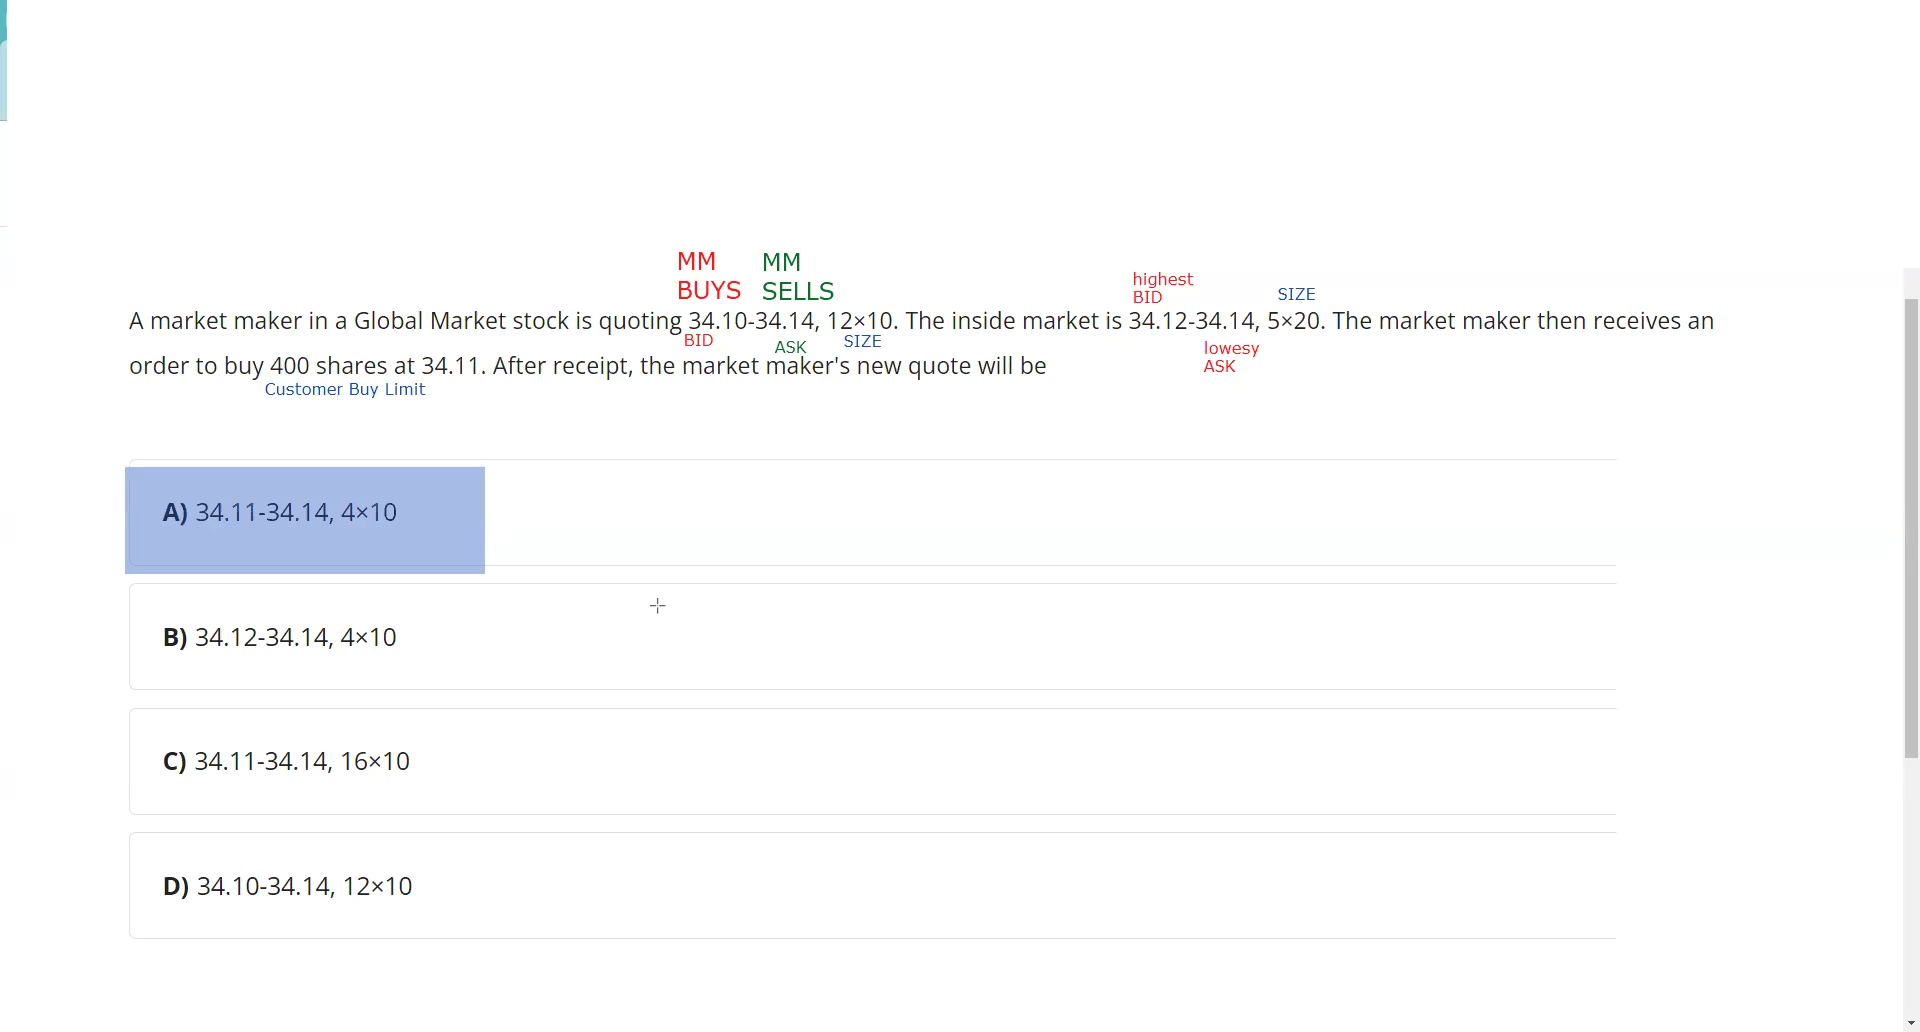 MM MM
BUYS SELLS
highest
BID SIZE
A market maker in a Global Market stock is quoting 34.10-34.14, 12×10. The inside market is 34.12-34.14, 5×20. The market maker then receives an
BID ASK SIZE lowesy
order to buy 400 shares at 34.11. After receipt, the market maker's new quote will be
ASK
Customer Buy Limit
A) 34.11-34.14, 4×10
B) 34.12-34.14, 4×10
C) 34.11-34.14, 16×10
D) 34.10-34.14, 12×10